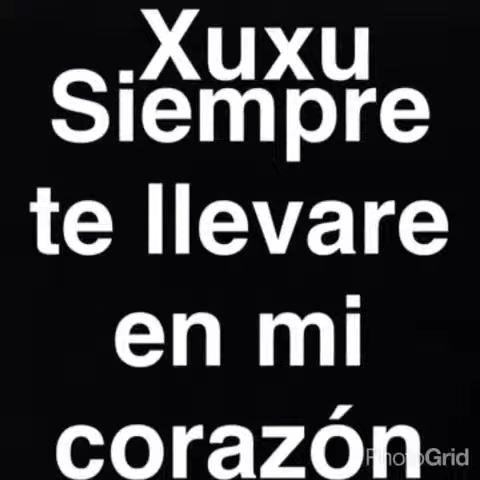 Xuxu
Siempre
te llevare
en mi
corazón
PhotoGrid